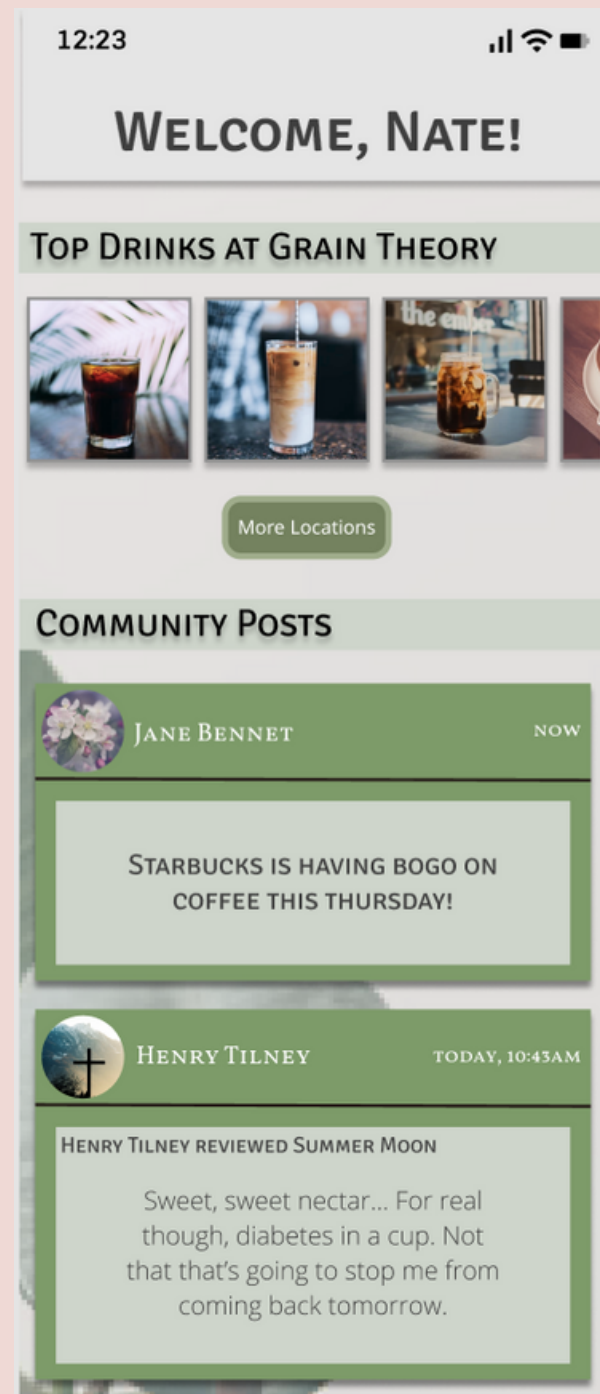 12:23
Welcome, Nate!
Top Drinks at Grain Theory
the ember
More Locations
Community Posts
Jane Bennet
now
Starbucks is having bogo on
coffee this thursday!
Henry Tilney
today, 10:43am
Henry Tilney reviewed Summer Moon
Sweet, sweet nectar... For real
though, diabetes in a cup. Not
that that's going to stop me from
coming back tomorrow.